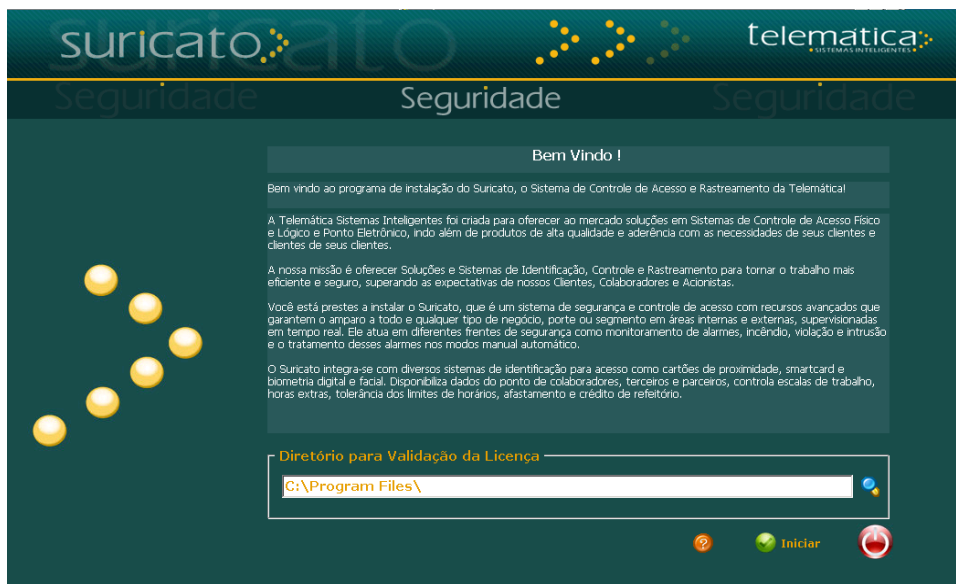 suricato
telemática
SISTEMAS INTELIGENTES
Seguridade Seguridade Seguridade
Bem Vindo !
Bem vindo ao programa de instalação do Suricato, o Sistema de Controle de Acesso e Rastreamento da Telemática!
A Telemática Sistemas Inteligentes foi criada para oferecer ao mercado soluções em Sistemas de Controle de Acesso Físico
e Lógico e Ponto Eletrônico, indo além de produtos de alta qualidade e aderência com as necessidades de seus clientes e
clientes de seus clientes.
A nossa missão é oferecer Soluções e Sistemas de Identificação, Controle e Rastreamento para tornar o trabalho mais
eficiente e seguro, superando as expectativas de nossos Clientes, Colaboradores e Acionistas.
Você está prestes a instalar o Suricato, que é um sistema de segurança e controle de acesso com recursos avançados que
garantem o amparo a todo e qualquer tipo de negócio, porte ou segmento em áreas internas e externas, supervisionadas
em tempo real. Ele atua em diferentes frentes de segurança como monitoramento de alarmes, incêndio, violação e intrusão
e o tratamento desses alarmes nos modos manual automático.
O Suricato integra-se com diversos sistemas de identificação para acesso como cartões de proximidade, smartcard e
biometria digital e facial. Disponibiliza dados do ponto de colaboradores, terceiros e parceiros, controla escalas de trabalho,
horas extras, tolerância dos limites de horários, afastamento e crédito de refeitório.
Diretório para Validação da Licença
C:\Program Files\
? Iniciar